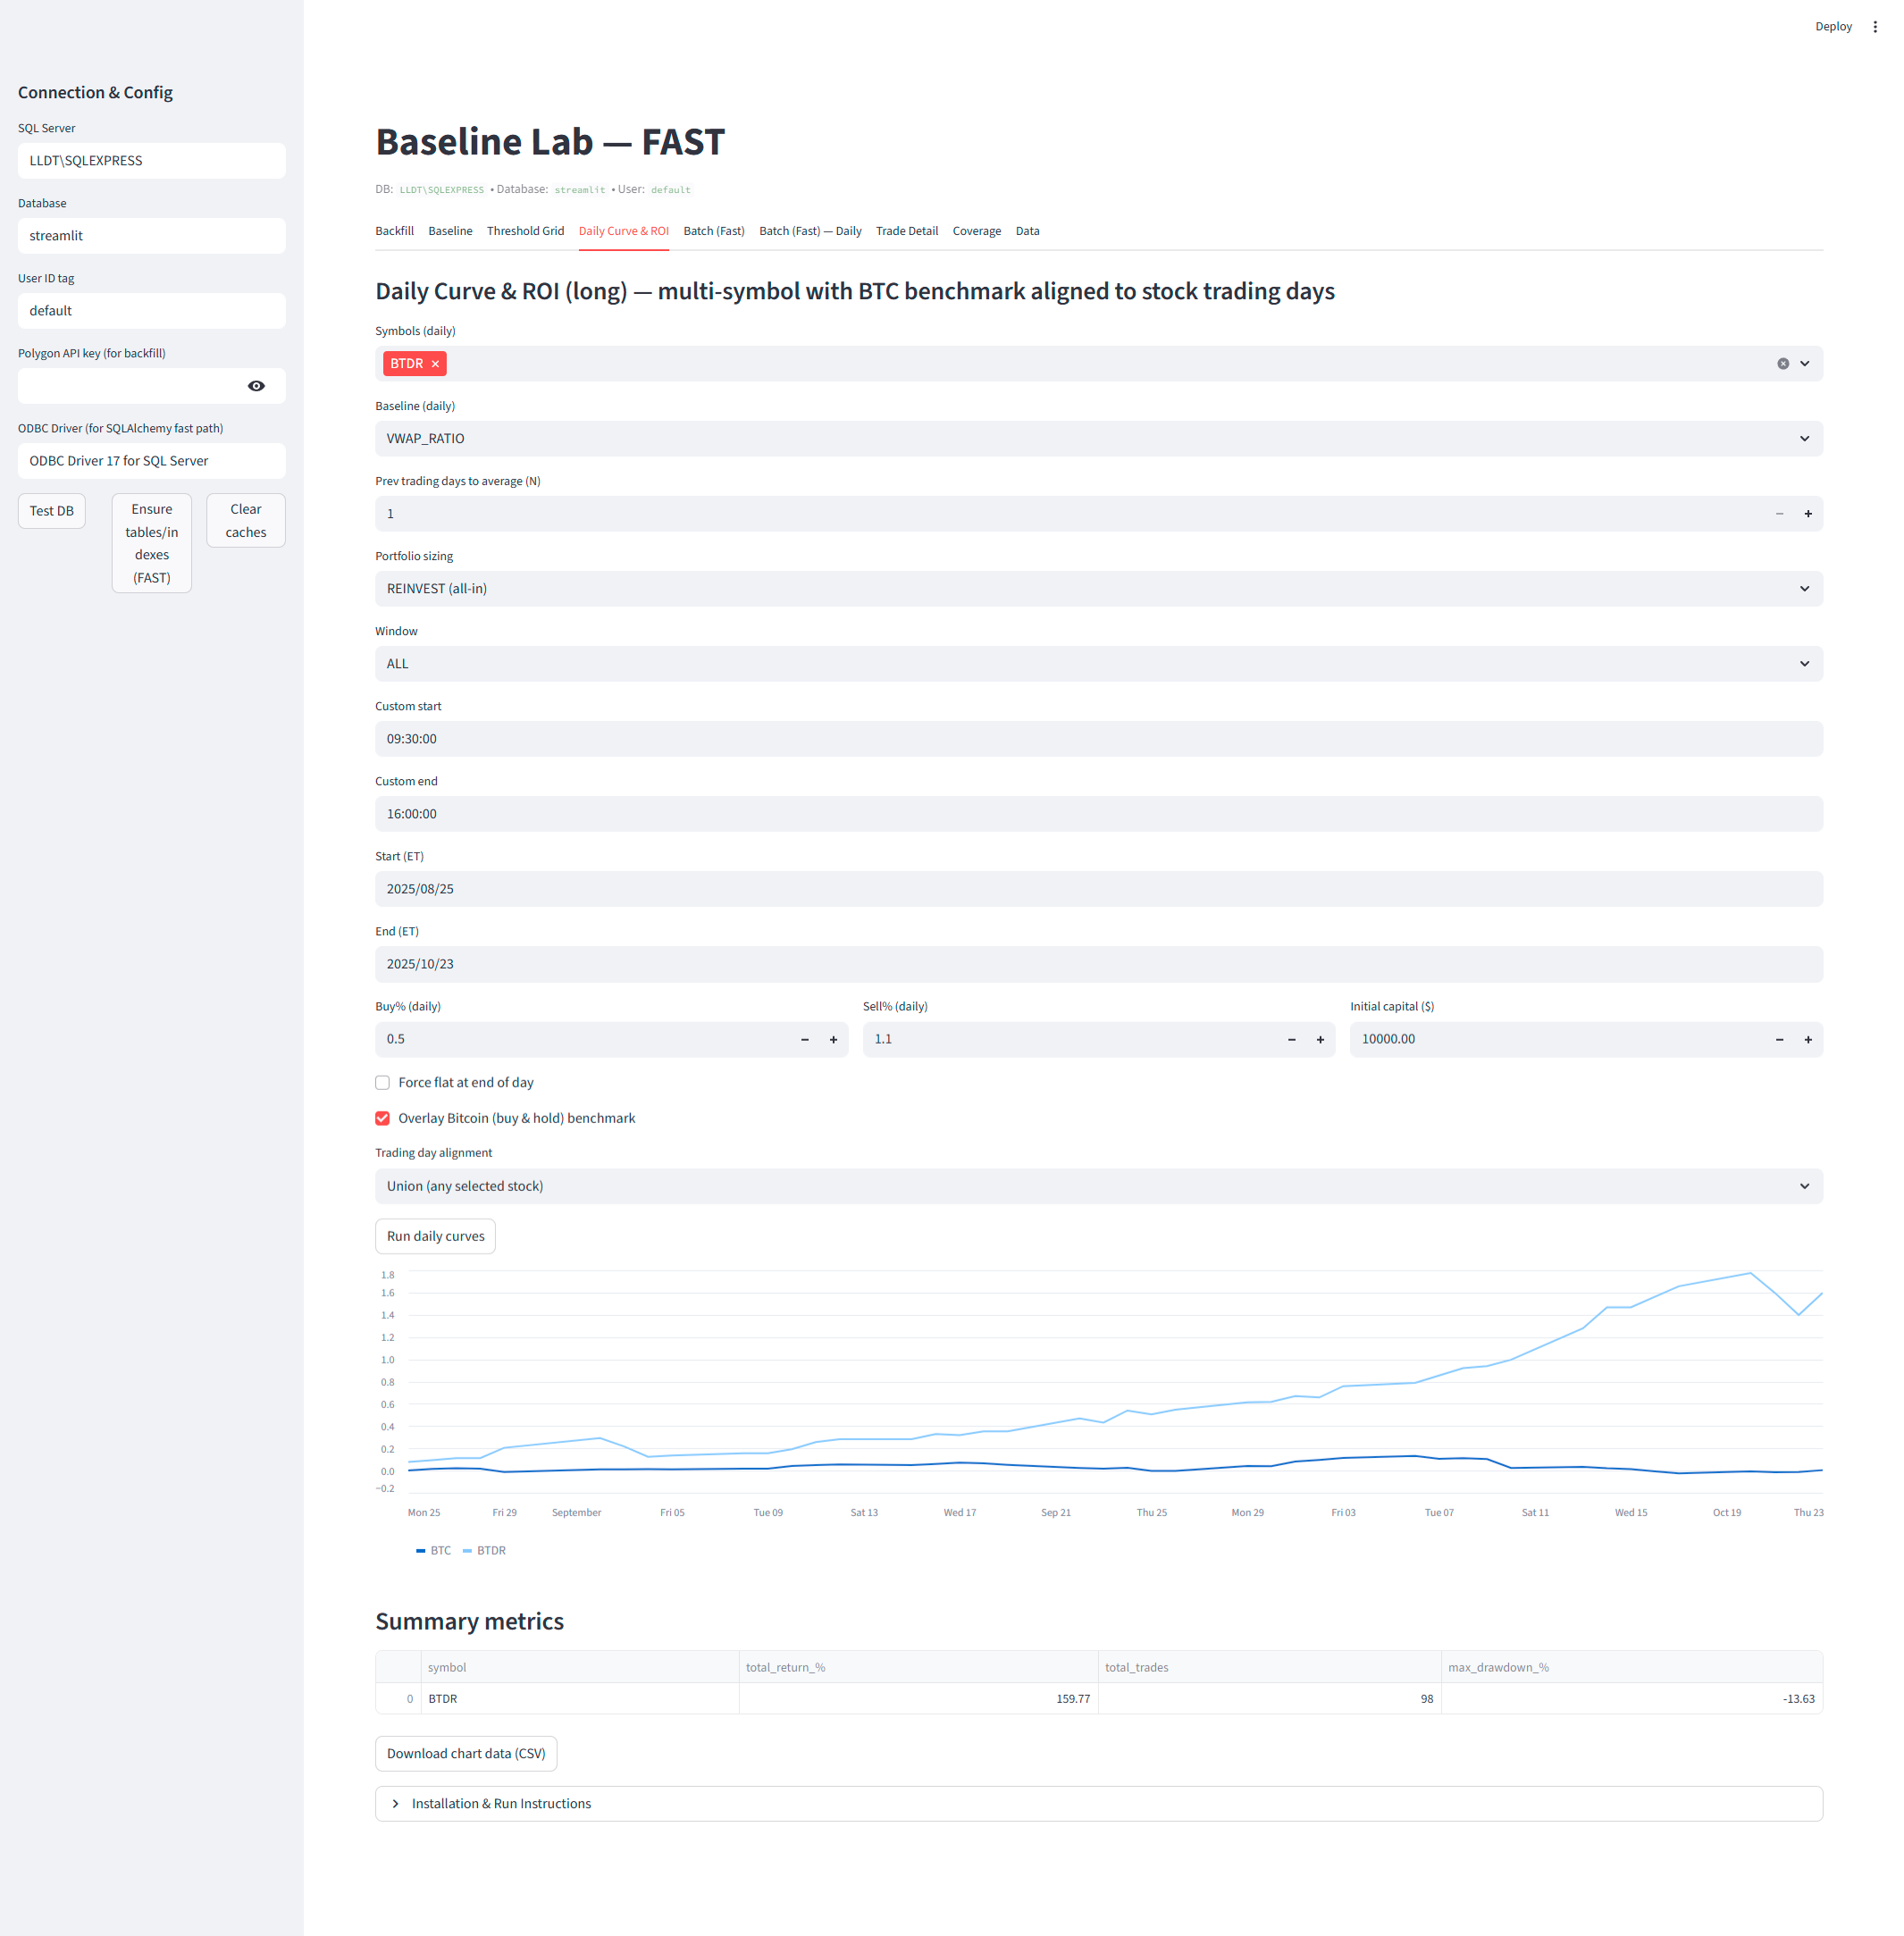 Deploy
Connection & Config
SQL Server
LLDT\SQLEXPRESS
Database
streamlit
User ID tag
default
Polygon API key (for backfill)
ODBC Driver (for SQLAlchemy fast path)
ODBC Driver 17 for SQL Server
Test DB
Ensure
tables/in
dexes
(FAST)
Clear
caches
Baseline Lab — FAST
DB: LLDT\SQLEXPRESS • Database: streamlit • User: default
Backfill Baseline Threshold Grid Daily Curve & ROI Batch (Fast) Batch (Fast) — Daily Trade Detail Coverage Data
Daily Curve & ROI (long) — multi-symbol with BTC benchmark aligned to stock trading days
Symbols (daily)
BTDR
Baseline (daily)
VWAP_RATIO
Prev trading days to average (N)
1
Portfolio sizing
REINVEST (all-in)
Window
ALL
Custom start
09:30:00
Custom end
16:00:00
Start (ET)
2025/08/25
End (ET)
2025/10/23
Buy% (daily) Sell% (daily) Initial capital ($)
0.5 1.1 10000.00
Force flat at end of day
Overlay Bitcoin (buy & hold) benchmark
Trading day alignment
Union (any selected stock)
Run daily curves
1.8
1.6
1.4
1.2
1.0
0.8
0.6
0.4
0.2
0.0
−0.2
Mon 25 Fri 29 September Fri 05 Tue 09 Sat 13 Wed 17 Sep 21 Thu 25 Mon 29 Fri 03 Tue 07 Sat 11 Wed 15 Oct 19 Thu 23
BTC BTDR
Summary metrics
symbol total_return_% total_trades max_drawdown_%
0 BTDR 159.77 98 -13.63
Download chart data (CSV)
Installation & Run Instructions